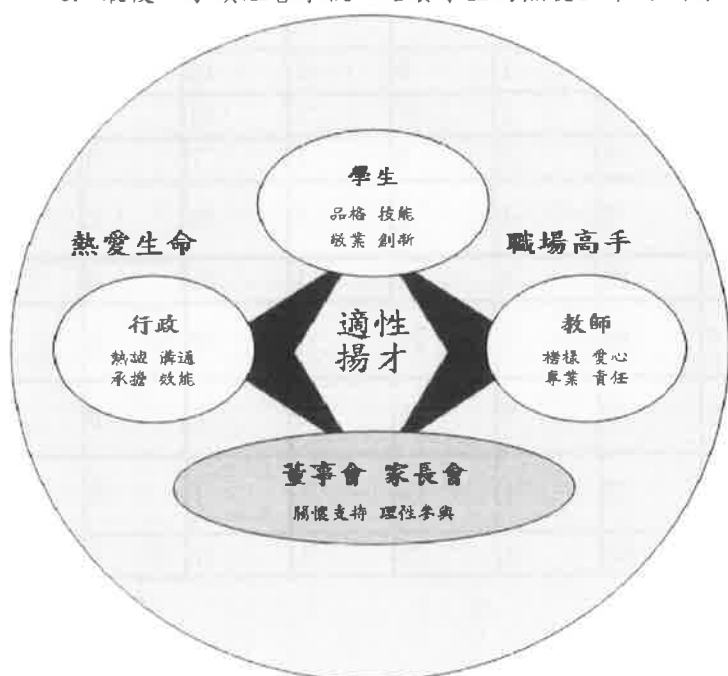 學生
品格 技能
敬業 創新
熱愛生命
職場高手
行政
熱誠 溝通
承擔 效能
適性
揚才
教師
楷樣 愛心
專業 責任
董事會 家長會
關懷支持 理性參與